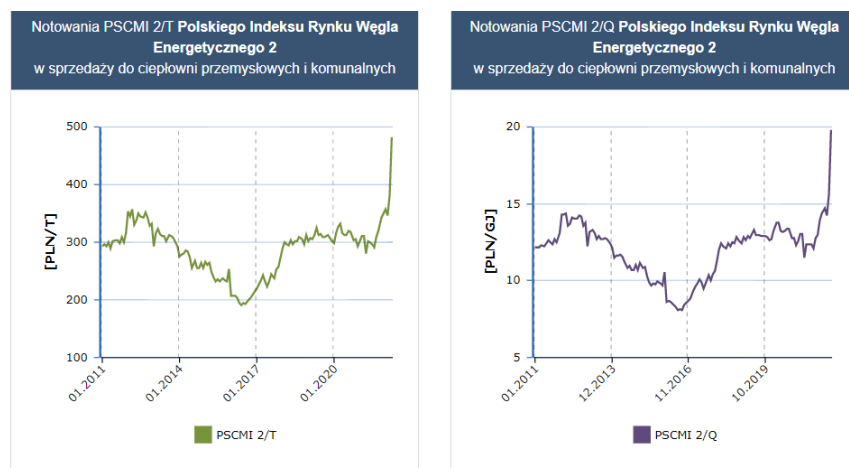 Notowania PSCMI 2/T Polskiego Indeksu Rynku Węgla
Energetycznego 2
w sprzedaży do ciepłowni przemysłowych i komunalnych
500
400
300
200
100
[PLN/T]
01.2011
01.2014
01.2017
01.2020
PSCMI 2/T
Notowania PSCMI 2/Q Polskiego Indeksu Rynku Węgla
Energetycznego 2
w sprzedaży do ciepłowni przemysłowych i komunalnych
20
15
10
5
[PLN/GJ]
01.2011
12.2013
11.2016
10.2019
PSCMI 2/Q